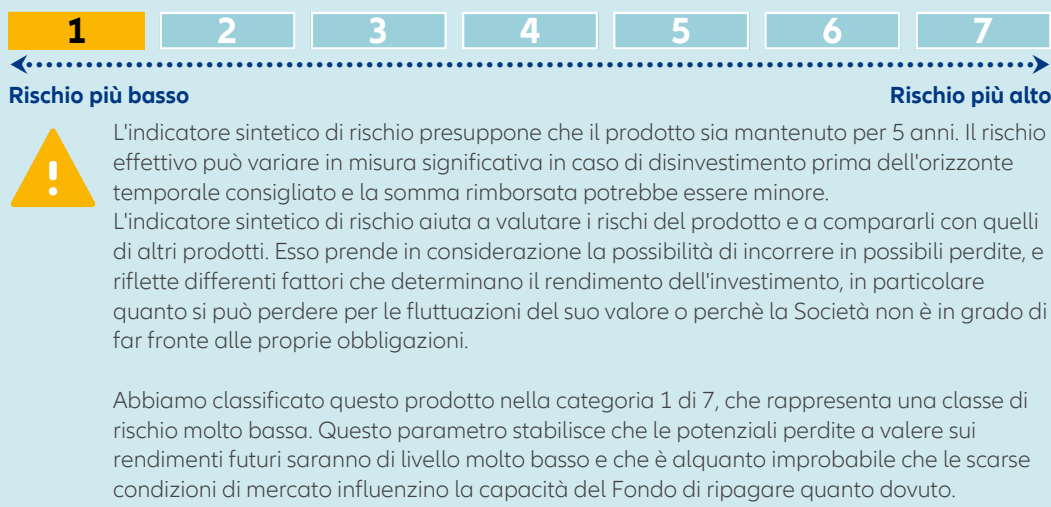 1 2 3 4 5 6 7
Rischio più basso Rischio più alto
L'indicatore sintetico di rischio presuppone che il prodotto sia mantenuto per 5 anni. Il rischio
effettivo può variare in misura significativa in caso di disinvestimento prima dell'orizzonte
temporale consigliato e la somma rimborsata potrebbe essere minore.
L'indicatore sintetico di rischio aiuta a valutare i rischi del prodotto e a compararli con quelli
di altri prodotti. Esso prende in considerazione la possibilità di incorrere in possibili perdite, e
riflette differenti fattori che determinano il rendimento dell'investimento, in particolare
quanto si può perdere per le fluttuazioni del suo valore o perchè la Società non è in grado di
far fronte alle proprie obbligazioni.
Abbiamo classificato questo prodotto nella categoria 1 di 7, che rappresenta una classe di
rischio molto bassa. Questo parametro stabilisce che le potenziali perdite a valere sui
rendimenti futuri saranno di livello molto basso e che è alquanto improbabile che le scarse
condizioni di mercato influenzino la capacità del Fondo di ripagare quanto dovuto.